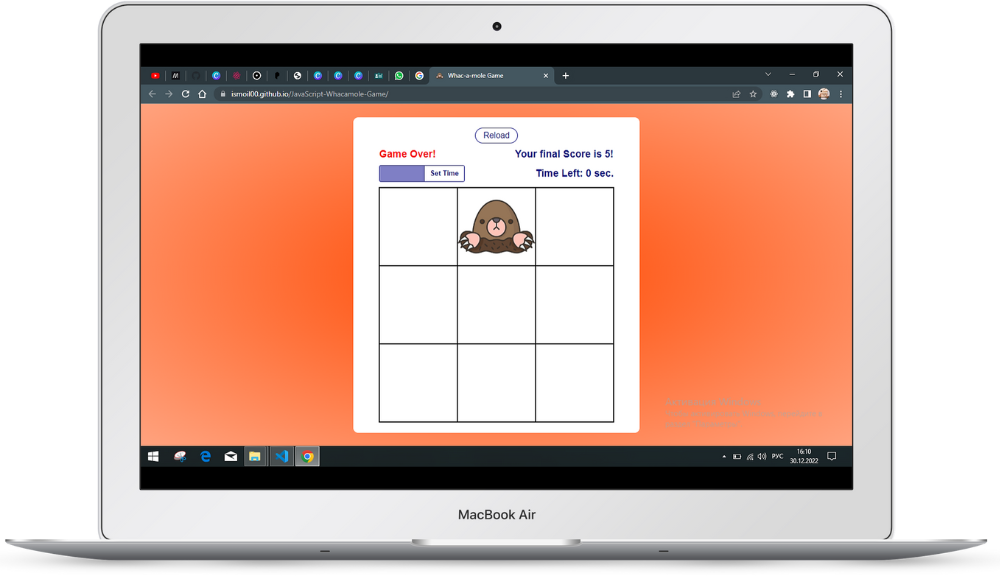 Whac-a-mole Game
ismoil00.github.io/JavaScript-Whacamole-Game/
Reload
Game Over!
Your final Score is 5!
Set Time
Time Left: 0 sec.
РУС
16:10
30.12.2022
MacBook Air